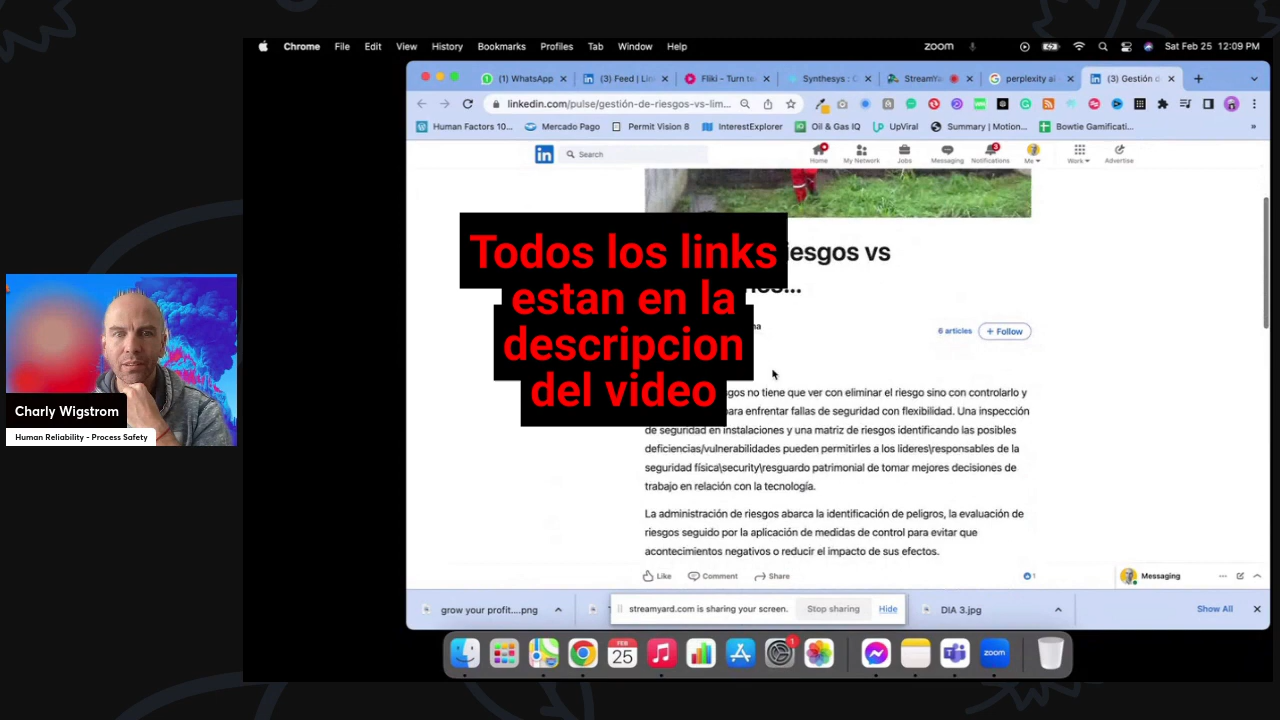 Chrome File Edit View History Bookmarks Profiles Tab Window Help
zoom Sat Feb 25 12:09 PM
(1) WhatsApp
(3) Feed | Lin
Fliki - Turn te
Synthesys : G
StreamYa
perplexity ai
(3) Gestión d
linkedin.com/pulse/gestión-de-riesgos-vs-lim...
Human Factors 10...
Mercado Pago
Permit Vision 8
InterestExplorer
Oil & Gas IQ
UpViral
Summary | Motion...
Bowtie Gamificati...
»
in
Search
Home
My Network
Jobs
Messaging
3
Notifications
Me
Work
Advertise
Todos los links
estan en la
descripcion
del video
iesgos vs
6 articles
+ Follow
gos no tiene que ver con eliminar el riesgo sino con controlarlo y
para enfrentar fallas de seguridad con flexibilidad. Una inspección
de seguridad en instalaciones y una matriz de riesgos identificando las posibles
deficiencias/vulnerabilidades pueden permitirles a los lideres\responsables de la
seguridad física\security\resguardo patrimonial de tomar mejores decisiones de
trabajo en relación con la tecnología.
La administración de riesgos abarca la identificación de peligros, la evaluación de
riesgos seguido por la aplicación de medidas de control para evitar que
acontecimientos negativos o reducir el impacto de sus efectos.
Like
Comment
Share
1
Messaging
Charly Wigstrom
Human Reliability - Process Safety
grow your profit....png
streamyard.com is sharing your screen.
Stop sharing
Hide
DIA 3.jpg
Show All
FEB
25
1
zoom